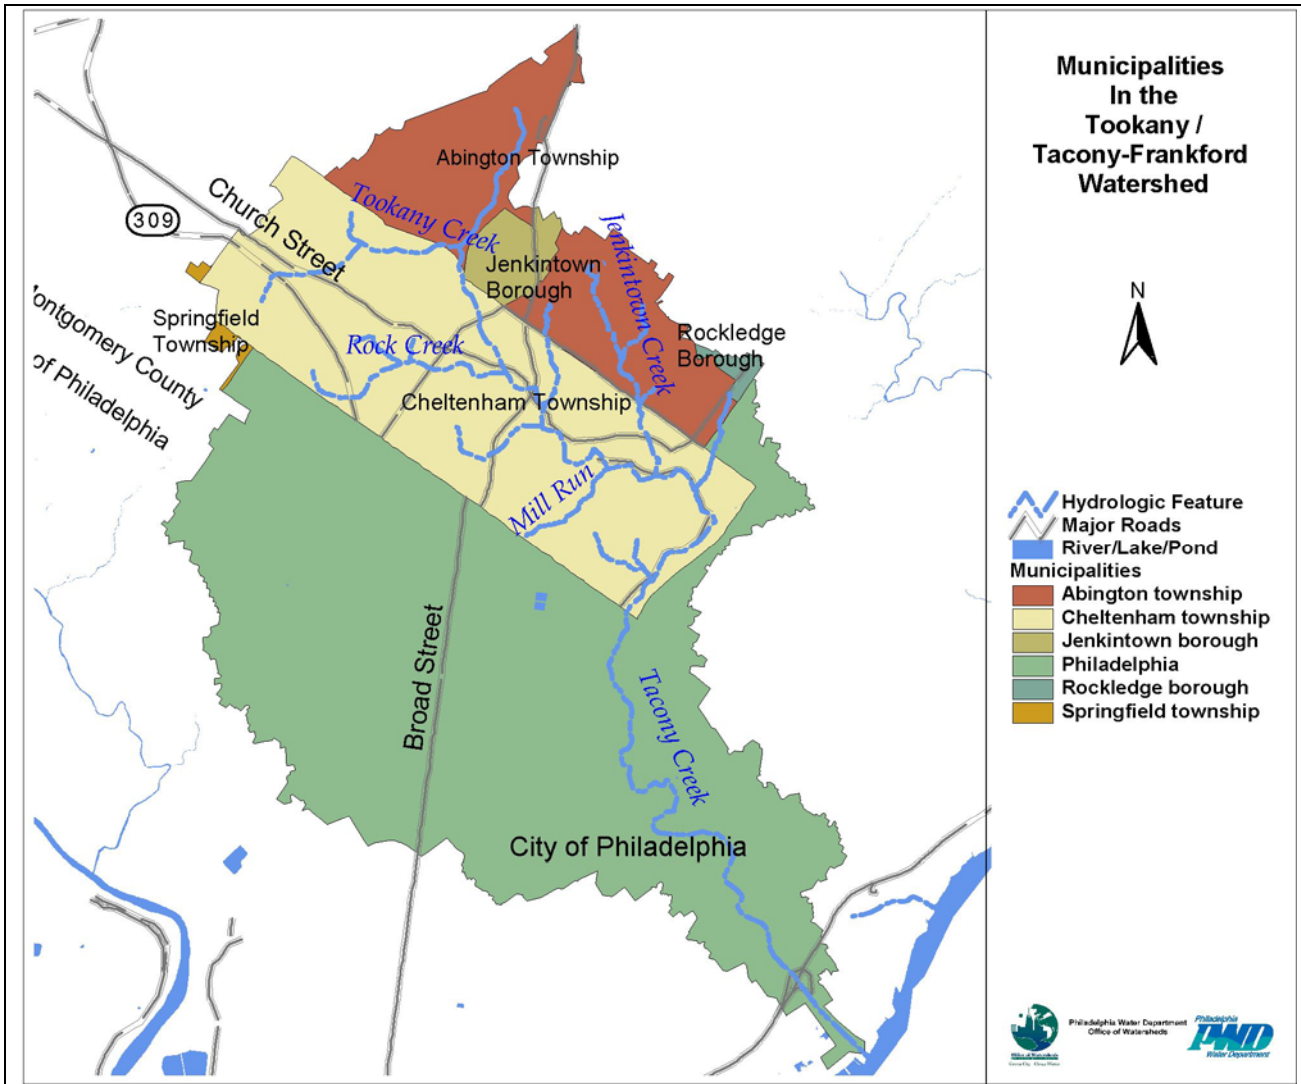 Municipalities
In the
Tookany /
Tacony-Frankford
Watershed
N
Abington Township
Tookany Creek
Church Street
309
Jenkintown
Borough
Jenkintown Creek
Rockledge
Borough
Springfield
Township
Montgomery County
of Philadelphia
Rock Creek
Cheltenham Township
Mill Run
Broad Street
Tacony Creek
City of Philadelphia
Hydrologic Feature
Major Roads
River/Lake/Pond
Municipalities
Abington township
Cheltenham township
Jenkintown borough
Philadelphia
Rockledge borough
Springfield township
Philadelphia Water Department
Office of Watersheds
Philadelphia
PWD
Water Department